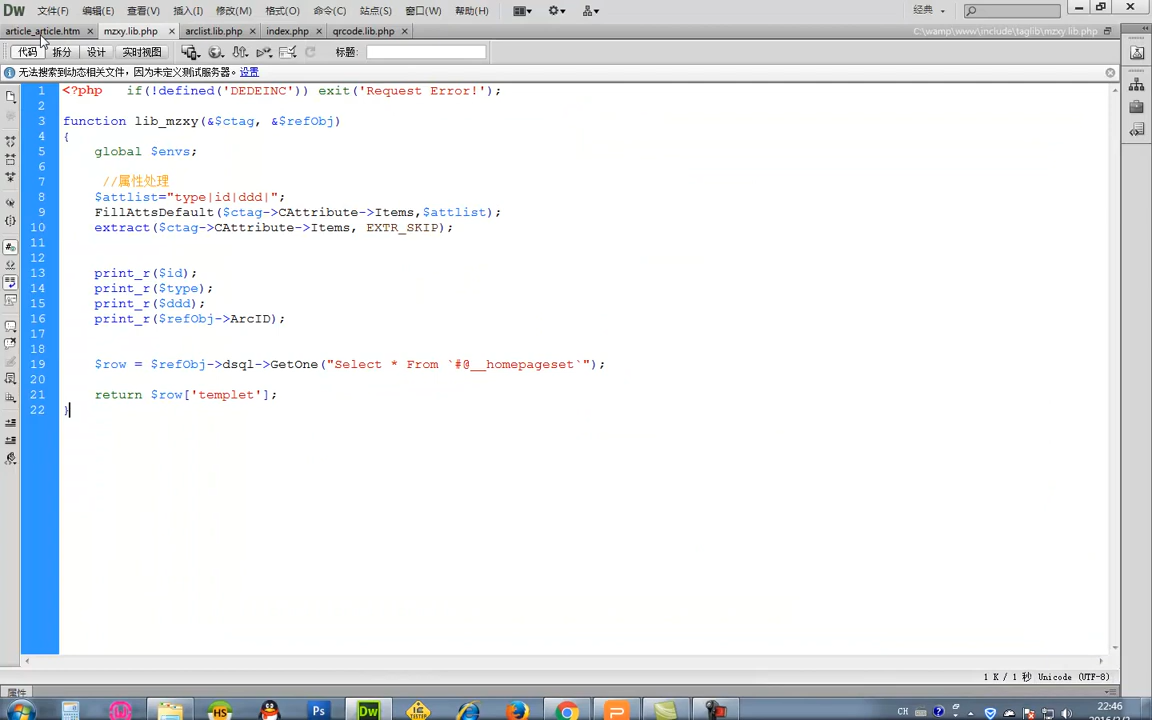 Dw 文件(F) 编辑(E) 查看(V) 插入(I) 修改(M) 格式(O) 命令(C) 站点(S) 窗口(W) 帮助(H) 经典
article_article.htm × mzxy.lib.php × arclist.lib.php × index.php × qrcode.lib.php × C:\wamp\www\include\taglib\mzxy.lib.php
代码 拆分 设计 实时视图 标题:
无法搜索到动态相关文件，因为未定义测试服务器。 设置
1 <?php   if(!defined('DEDEINC')) exit('Request Error!');
2
3 function lib_mzxy(&$ctag, &$refObj)
4 {
5     global $envs;
6
7      //属性处理
8     $attlist="type|id|ddd|";
9     FillAttsDefault($ctag->CAttribute->Items,$attlist);
10     extract($ctag->CAttribute->Items, EXTR_SKIP);
11
12
13     print_r($id);
14     print_r($type);
15     print_r($ddd);
16     print_r($refObj->ArcID);
17
18
19     $row = $refObj->dsql->GetOne("Select * From `#@__homepageset`");
20
21     return $row['templet'];
22 }
1 K / 1 秒 Unicode (UTF-8)
属性
HS Ps Dw TESTER CH 22:46